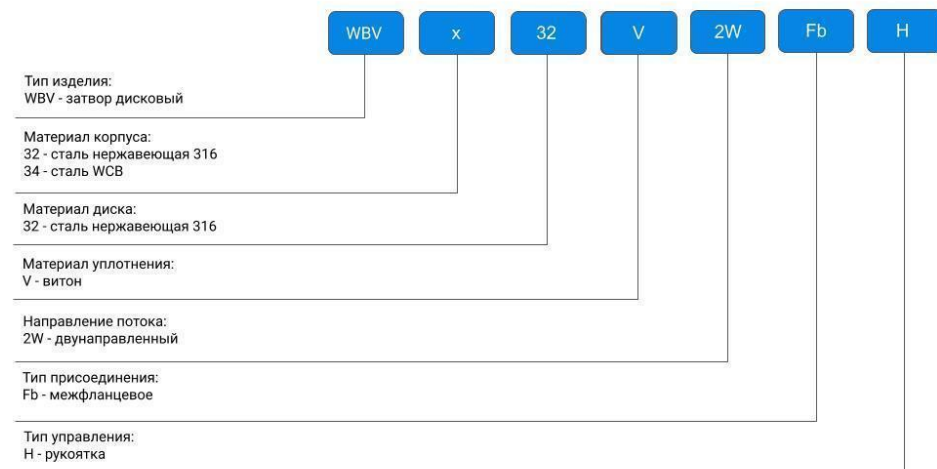 WBV x 32 V 2W Fb H
Тип изделия:
WBV - затвор дисковый
Материал корпуса:
32 - сталь нержавеющая 316
34 - сталь WCB
Материал диска:
32 - сталь нержавеющая 316
Материал уплотнения:
V - витон
Направление потока:
2W - двунаправленный
Тип присоединения:
Fb - межфланцевое
Тип управления:
H - рукоятка